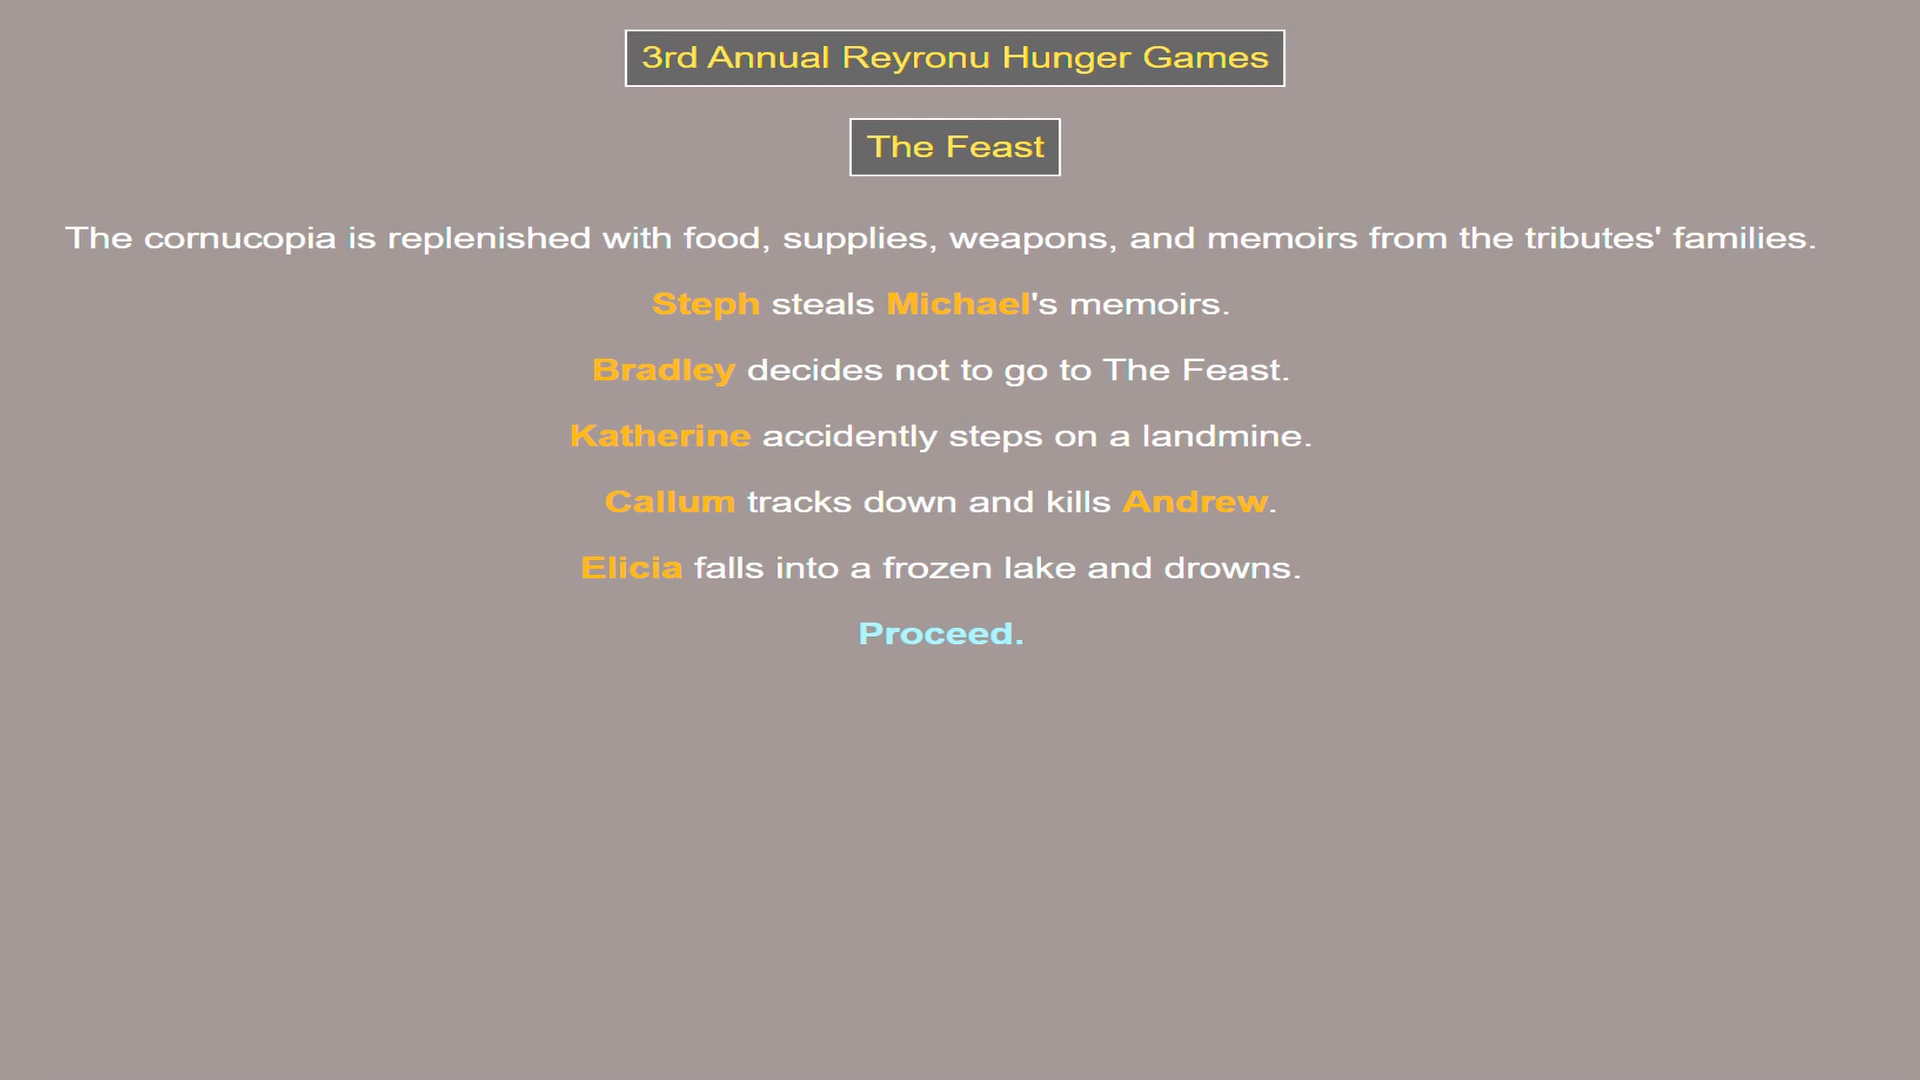 3rd Annual Reyronu Hunger Games
The Feast
The cornucopia is replenished with food, supplies, weapons, and memoirs from the tributes' families.
Steph steals Michael's memoirs.
Bradley decides not to go to The Feast.
Katherine accidently steps on a landmine.
Callum tracks down and kills Andrew.
Elicia falls into a frozen lake and drowns.
Proceed.